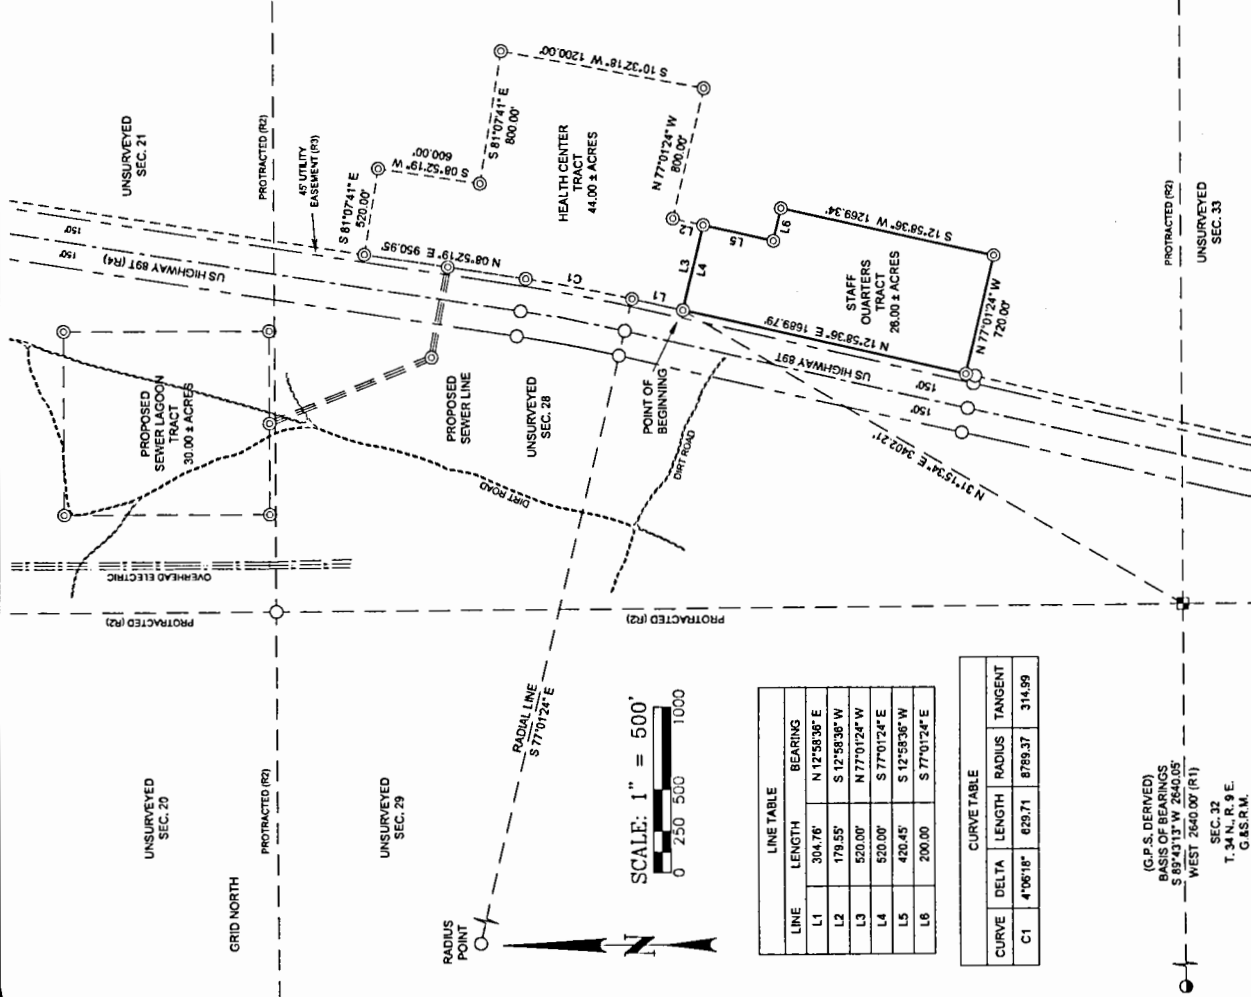 UNSURVEYED
SEC. 21
PROTRACTED (R2)
45' UTILITY
EASEMENT (R3)
150'
150'
US HIGHWAY 89T (R4)
S 81°07'41" E
520.00'
S 08°52'19" W
600.00'
S 81°07'41" E
800.00'
S 10°32'18" W 1200.00'
HEALTH CENTER
TRACT
44.00 ± ACRES
N 77°01'24" W
800.00'
N 08°52'19" E 950.95'
C1
L1
L2
L3
L4
L5
L6
PROPOSED
SEWER LAGOON
TRACT
30.00 ± ACRES
PROPOSED
SEWER LINE
UNSURVEYED
SEC. 28
DIRT ROAD
DIRT ROAD
POINT OF
BEGINNING
STAFF
QUARTERS
TRACT
26.00 ± ACRES
S 12°58'36" W 1269.34'
N 12°58'36" E 1689.79'
N 77°01'24" W
720.00'
US HIGHWAY 89T
150'
150'
N 31°15'34" E 3402.21'
PROTRACTED (R2)
UNSURVEYED
SEC. 33
OVERHEAD ELECTRIC
PROTRACTED (R2)
PROTRACTED (R2)
UNSURVEYED
SEC. 20
PROTRACTED (R2)
UNSURVEYED
SEC. 29
GRID NORTH
RADIUS
POINT
RADIAL LINE
S 77°01'24" E
N
SCALE: 1" = 500'
0 250 500 1000
LINE TABLE
LINE LENGTH BEARING
L1 304.76' N 12°58'36" E
L2 179.55' S 12°58'36" W
L3 520.00' N 77°01'24" W
L4 520.00' S 77°01'24" E
L5 420.45' S 12°58'36" W
L6 200.00 S 77°01'24" E
CURVE TABLE
CURVE DELTA LENGTH RADIUS TANGENT
C1 4°06'18" 629.71 8789.37 314.99
(G.P.S. DERIVED)
BASIS OF BEARINGS
S 89°43'13" W 2640.05'
WEST 2640.00' (R1)
SEC. 32
T. 34 N., R. 9 E.
G.&S.R.M.